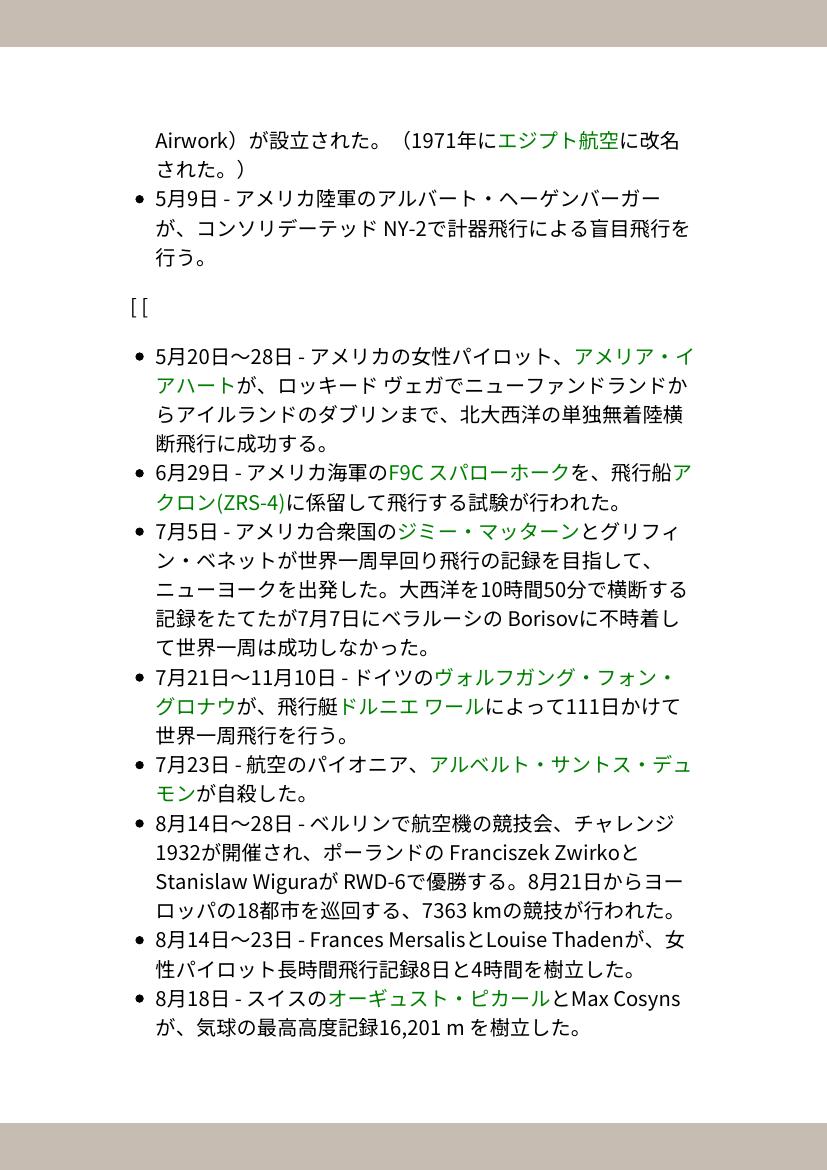 Airwork）が設立された。（1971年にエジプト航空に改名
された。）
• 5月9日 - アメリカ陸軍のアルバート・ヘーゲンバーガー
が、コンソリデーテッド NY-2で計器飛行による盲目飛行を
行う。
[ [
• 5月20日〜28日 - アメリカの女性パイロット、アメリア・イ
アハートが、ロッキード ヴェガでニューファンドランドか
らアイルランドのダブリンまで、北大西洋の単独無着陸横
断飛行に成功する。
• 6月29日 - アメリカ海軍のF9C スパローホークを、飛行船ア
クロン(ZRS-4)に係留して飛行する試験が行われた。
• 7月5日 - アメリカ合衆国のジミー・マッターンとグリフィ
ン・ベネットが世界一周早回り飛行の記録を目指して、
ニューヨークを出発した。大西洋を10時間50分で横断する
記録をたてたが7月7日にベラルーシの Borisovに不時着し
て世界一周は成功しなかった。
• 7月21日〜11月10日 - ドイツのヴォルフガング・フォン・
グロナウが、飛行艇ドルニエ ワールによって111日かけて
世界一周飛行を行う。
• 7月23日 - 航空のパイオニア、アルベルト・サントス・デュ
モンが自殺した。
• 8月14日〜28日 - ベルリンで航空機の競技会、チャレンジ
1932が開催され、ポーランドの Franciszek Zwirkoと
Stanislaw Wiguraが RWD-6で優勝する。8月21日からヨー
ロッパの18都市を巡回する、7363 kmの競技が行われた。
• 8月14日〜23日 - Frances MersalisとLouise Thadenが、女
性パイロット長時間飛行記録8日と4時間を樹立した。
• 8月18日 - スイスのオーギュスト・ピカールとMax Cosyns
が、気球の最高高度記録16,201 m を樹立した。